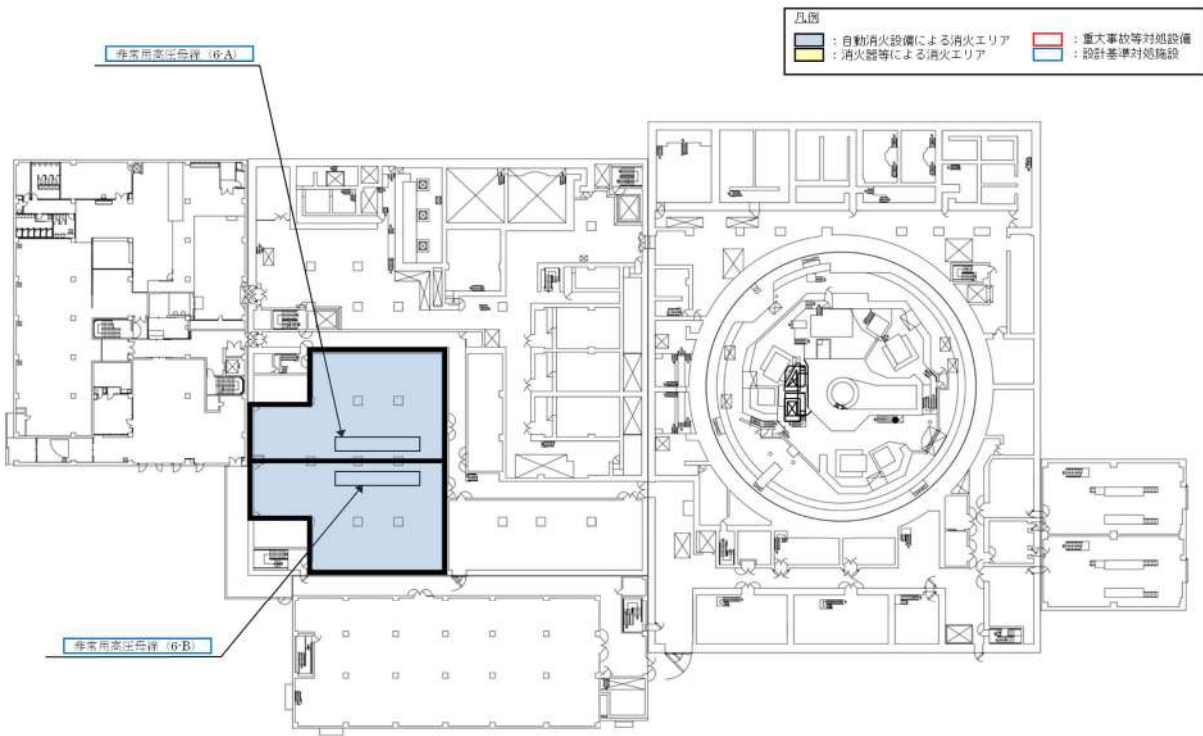 凡例
：自動消火設備による消火エリア
：重大事故等対処設備
：消火器等による消火エリア
：設計基準対処施設
非常用高圧母線（6-A）
非常用高圧母線（6-B）